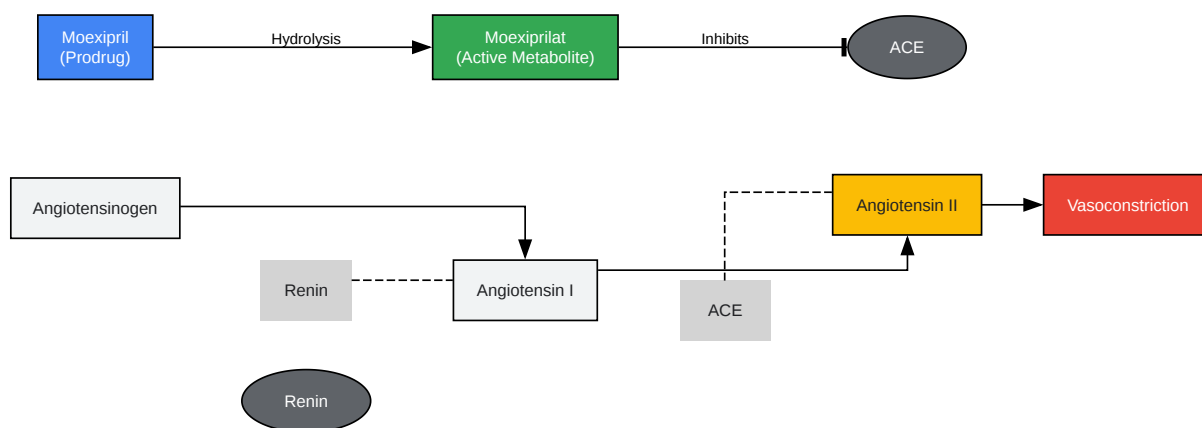 Moexipril
(Prodrug)
Hydrolysis
Moexiprilat
(Active Metabolite)
Inhibits
ACE
Angiotensinogen
Angiotensin II
Vasoconstriction
Renin
Angiotensin I
ACE
Renin